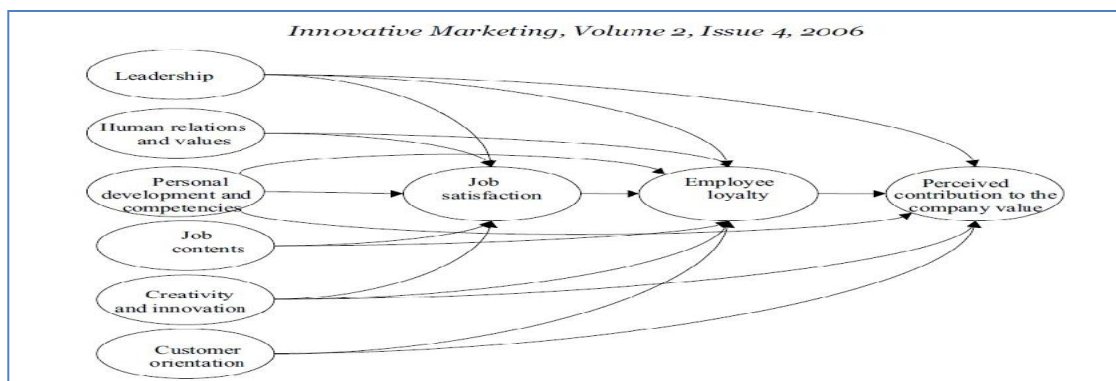 Innovative Marketing, Volume 2, Issue 4, 2006
Leadership
Human relations
and values
Personal
development and
competencies
Job
contents
Creativity
and innovation
Customer
orientation
Job
satisfaction
Employee
loyalty
Perceived
contribution to the
company value